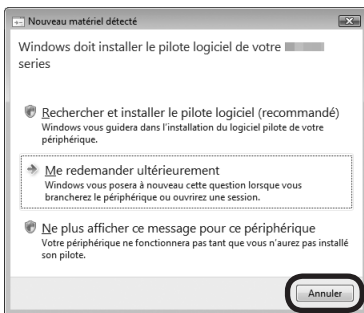 Nouveau matériel détecté
Windows doit installer le pilote logiciel de votre
series
Rechercher et installer le pilote logiciel (recommandé)
Windows vous guidera dans l'installation du logiciel pilote de votre
périphérique.
Me redemander ultérieurement
Windows vous posera à nouveau cette question lorsque vous
brancherez le périphérique ou ouvrirez une session.
Ne plus afficher ce message pour ce périphérique
Votre périphérique ne fonctionnera pas tant que vous n'aurez pas installé
son pilote.
Annuler